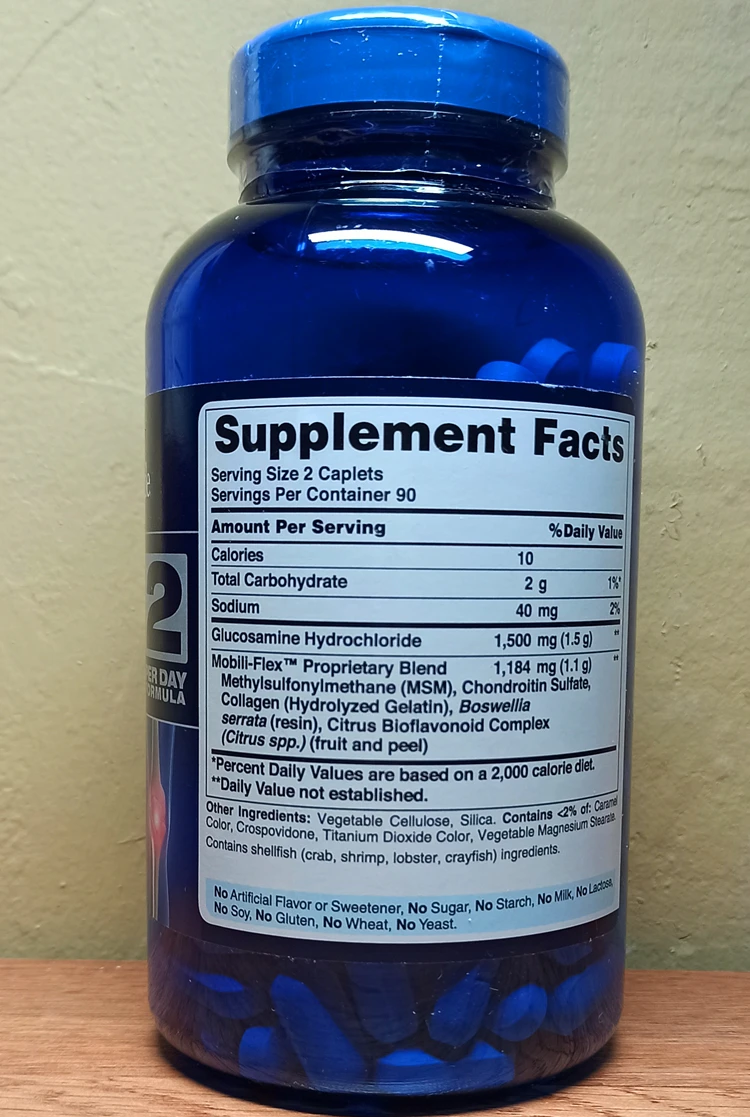 Supplement Facts
Serving Size 2 Caplets
Servings Per Container 90
Amount Per Serving %Daily Value
Calories 10
Total Carbohydrate 2 g 1%*
Sodium 40 mg 2%
Glucosamine Hydrochloride 1,500 mg (1.5 g) **
Mobili-Flex™ Proprietary Blend 1,184 mg (1.1 g) **
Methylsulfonylmethane (MSM), Chondroitin Sulfate,
Collagen (Hydrolyzed Gelatin), Boswellia
serrata (resin), Citrus Bioflavonoid Complex
(Citrus spp.) (fruit and peel)
*Percent Daily Values are based on a 2,000 calorie diet.
**Daily Value not established.
Other Ingredients: Vegetable Cellulose, Silica. Contains <2% of: Caramel
Color, Crospovidone, Titanium Dioxide Color, Vegetable Magnesium Stearate.
Contains shellfish (crab, shrimp, lobster, crayfish) ingredients.
No Artificial Flavor or Sweetener, No Sugar, No Starch, No Milk, No Lactose,
No Soy, No Gluten, No Wheat, No Yeast.
2
PER DAY
FORMULA